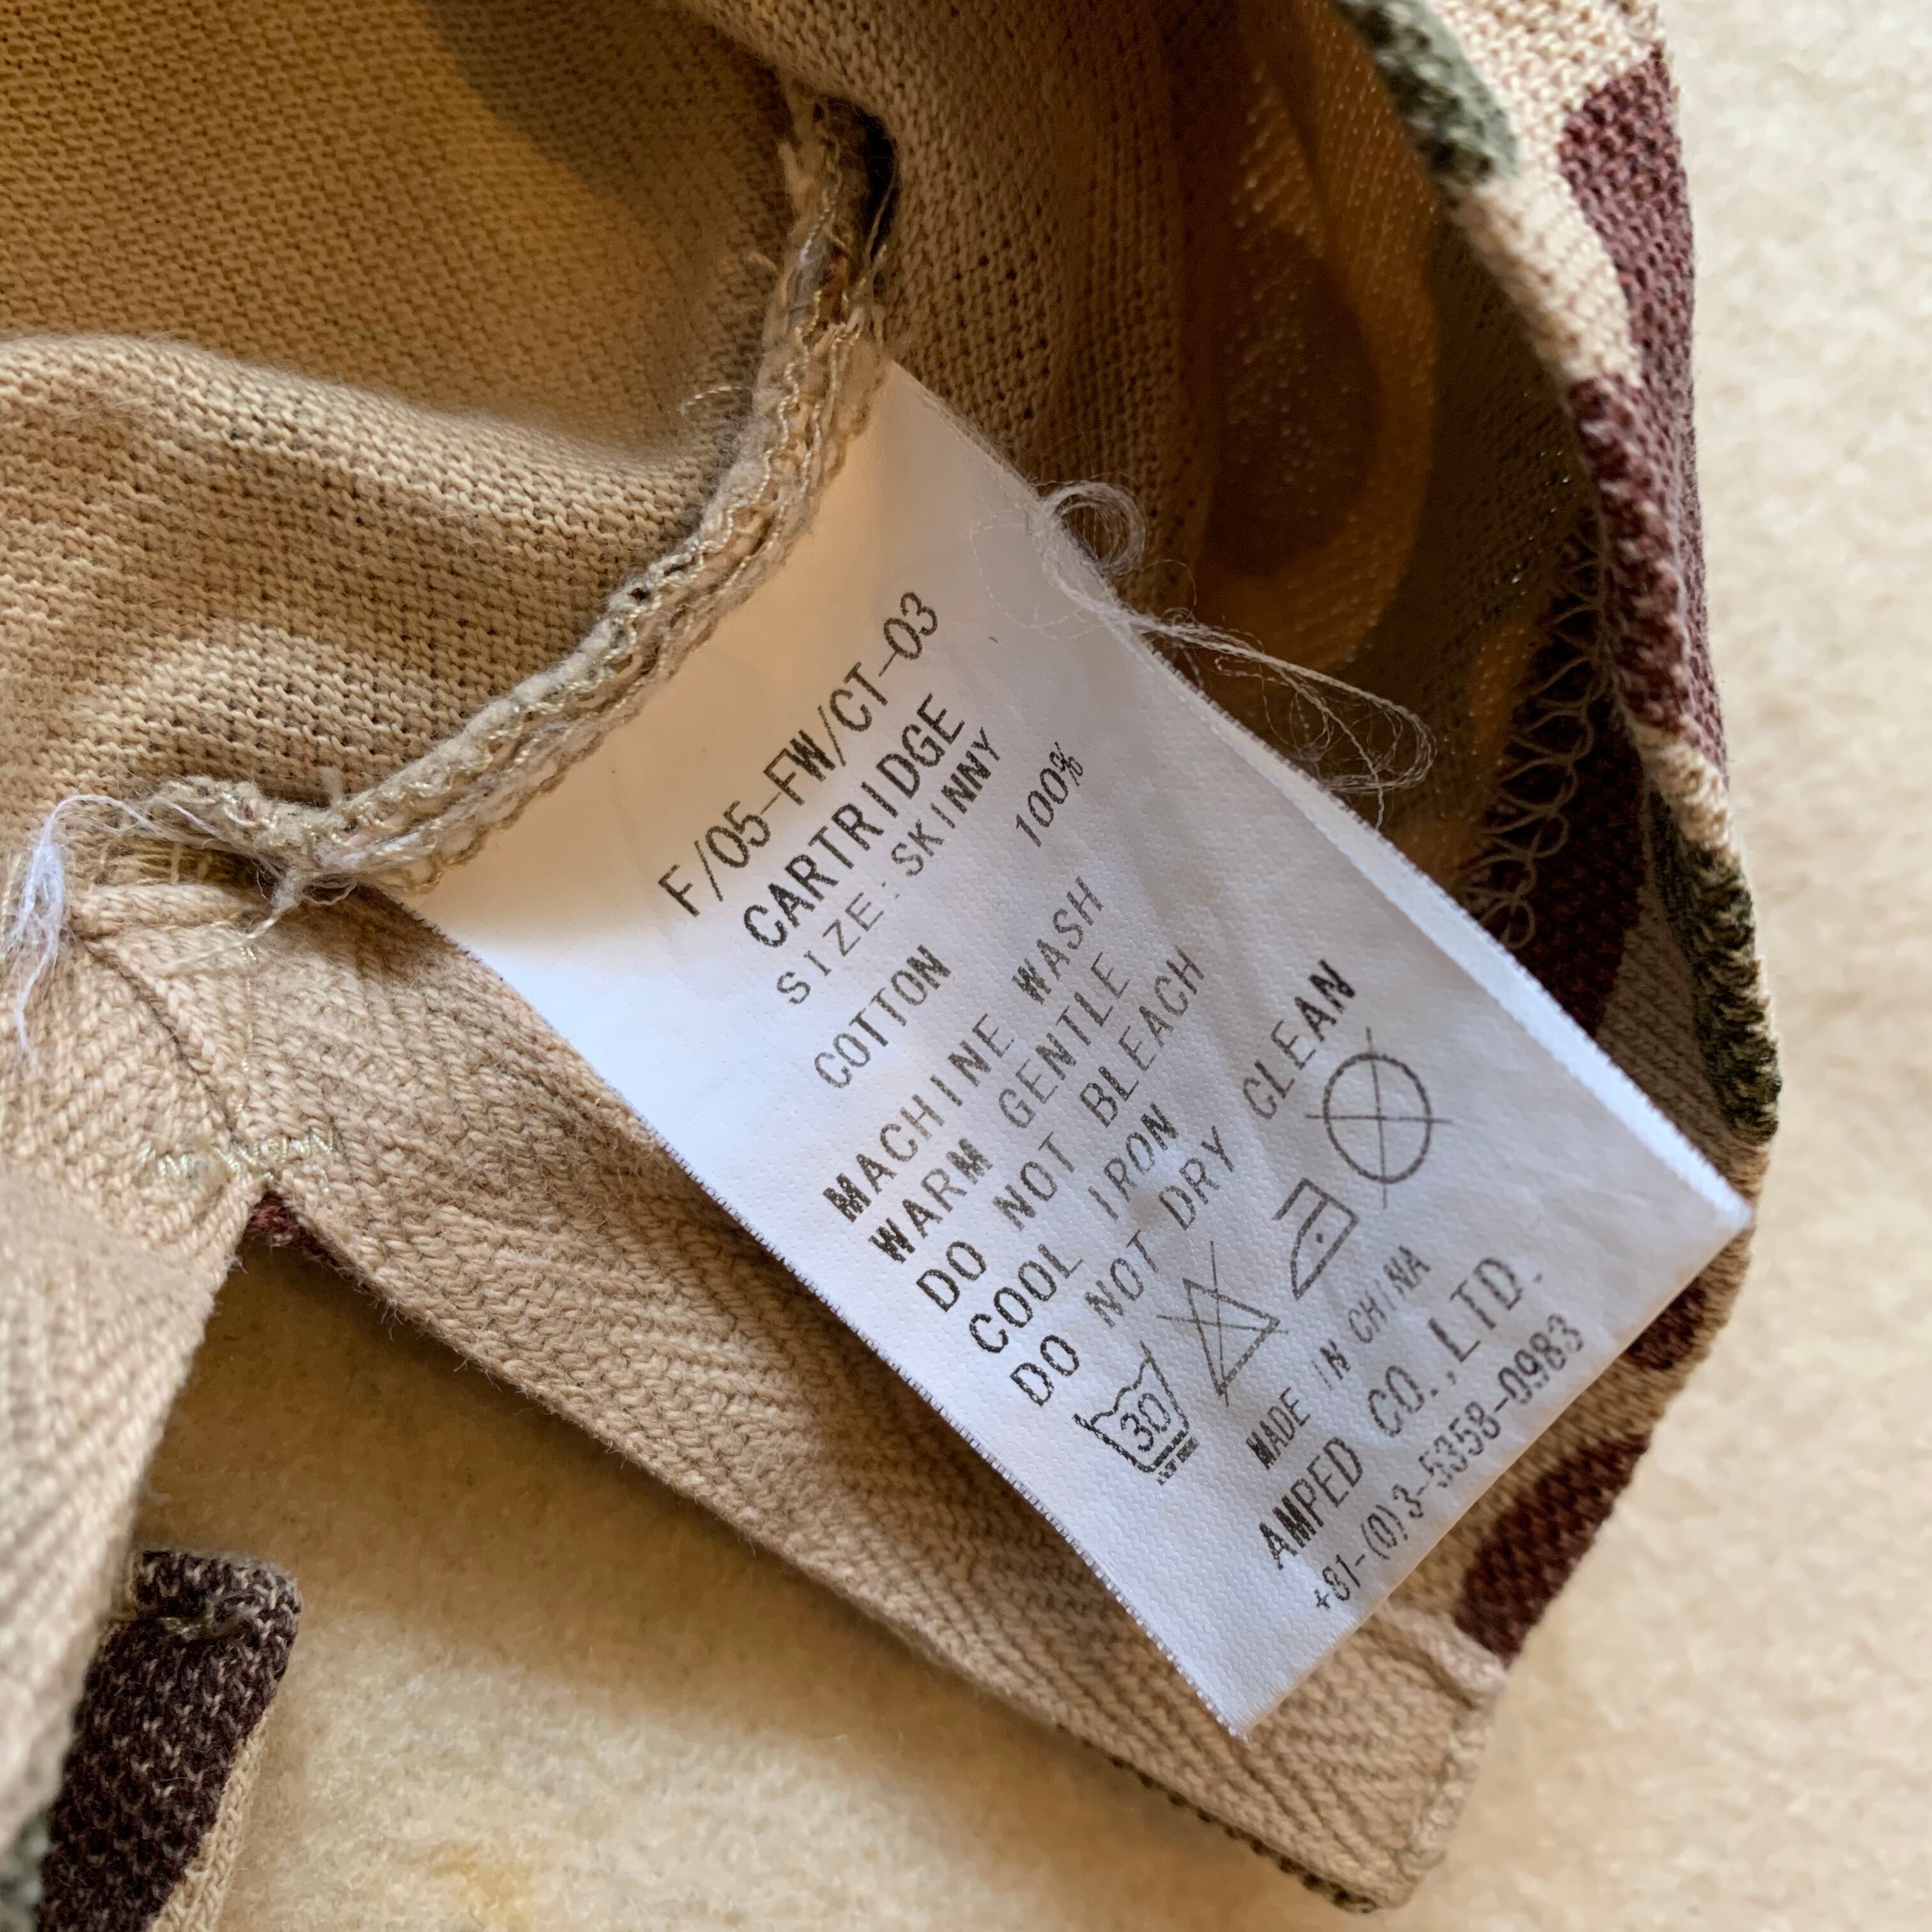 F/05-FW/CT-03
CARTRIDGE
SIZE:SKINNY
COTTON 100%
MACHINE WASH
WARM GENTLE
DO NOT BLEACH
COOL IRON
DO NOT DRY CLEAN
30
MADE IN CHINA
AMPED CO.,LTD.
+81-(0)3-5358-0983